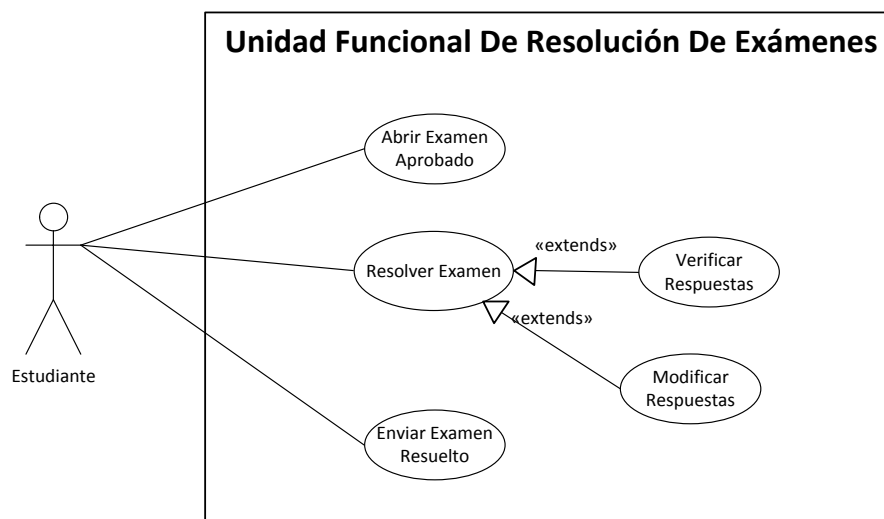 Unidad Funcional De Resolución De Exámenes
Abrir Examen
Aprobado
«extends»
Resolver Examen
Verificar
Respuestas
«extends»
Estudiante
Modificar
Respuestas
Enviar Examen
Resuelto